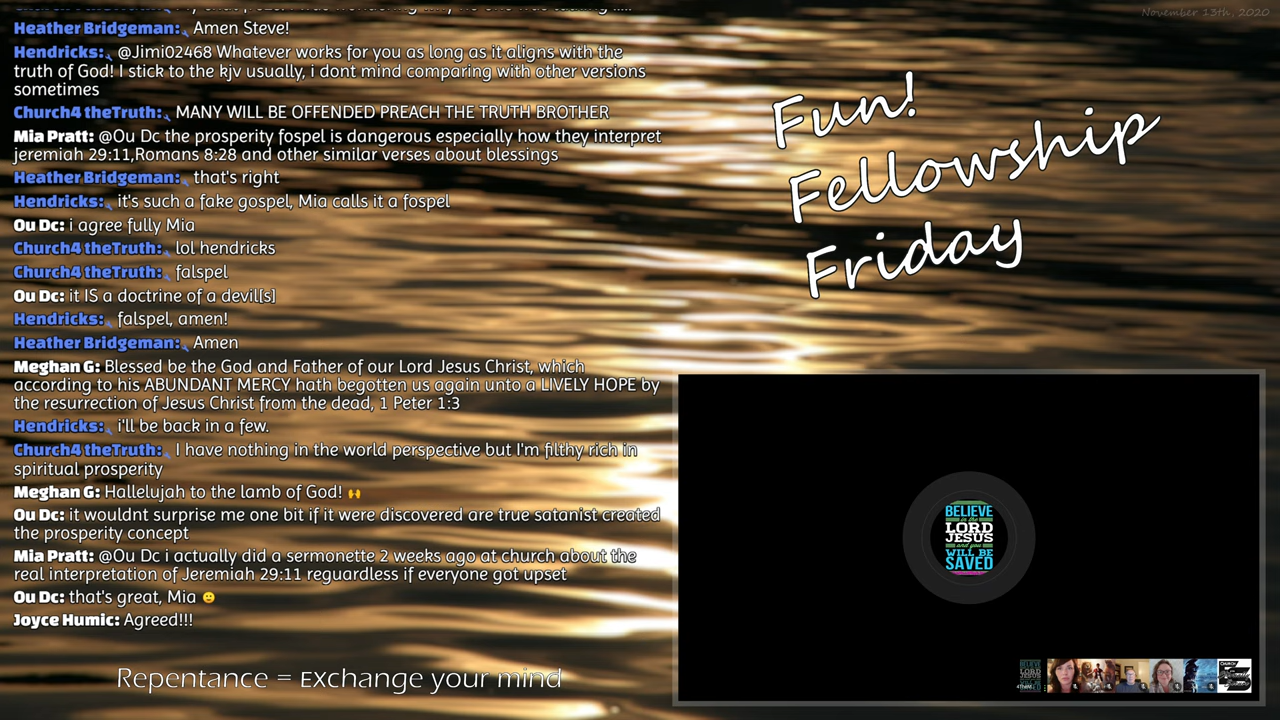 Heather Bridgeman: Amen Steve!
Hendricks: @Jimi02468 Whatever works for you as long as it aligns with the
truth of God! I stick to the kjv usually, i dont mind comparing with other versions
sometimes
Church4 theTruth: MANY WILL BE OFFENDED PREACH THE TRUTH BROTHER
Mia Pratt: @Ou Dc the prosperity fospel is dangerous especially how they interpret
jeremiah 29:11,Romans 8:28 and other similar verses about blessings
Heather Bridgeman: that's right
Hendricks: it's such a fake gospel, Mia calls it a fospel
Ou Dc: i agree fully Mia
Church4 theTruth: lol hendricks
Church4 theTruth: falspel
Ou Dc: it IS a doctrine of a devil[s]
Hendricks: falspel, amen!
Heather Bridgeman: Amen
Meghan G: Blessed be the God and Father of our Lord Jesus Christ, which
according to his ABUNDANT MERCY hath begotten us again unto a LIVELY HOPE by
the resurrection of Jesus Christ from the dead, 1 Peter 1:3
Hendricks: i'll be back in a few.
Church4 theTruth: I have nothing in the world perspective but I'm filthy rich in
spiritual prosperity
Meghan G: Hallelujah to the lamb of God! 🙌
Ou Dc: it wouldnt surprise me one bit if it were discovered are true satanist created
the prosperity concept
Mia Pratt: @Ou Dc i actually did a sermonette 2 weeks ago at church about the
real interpretation of Jeremiah 29:11 reguardless if everyone got upset
Ou Dc: that's great, Mia 🙂
Joyce Humic: Agreed!!!
Repentance = Exchange your mind
November 13th, 2020
Fun!
Fellowship
Friday
BELIEVE
in the
LORD
JESUS
and you
WILL BE
SAVED